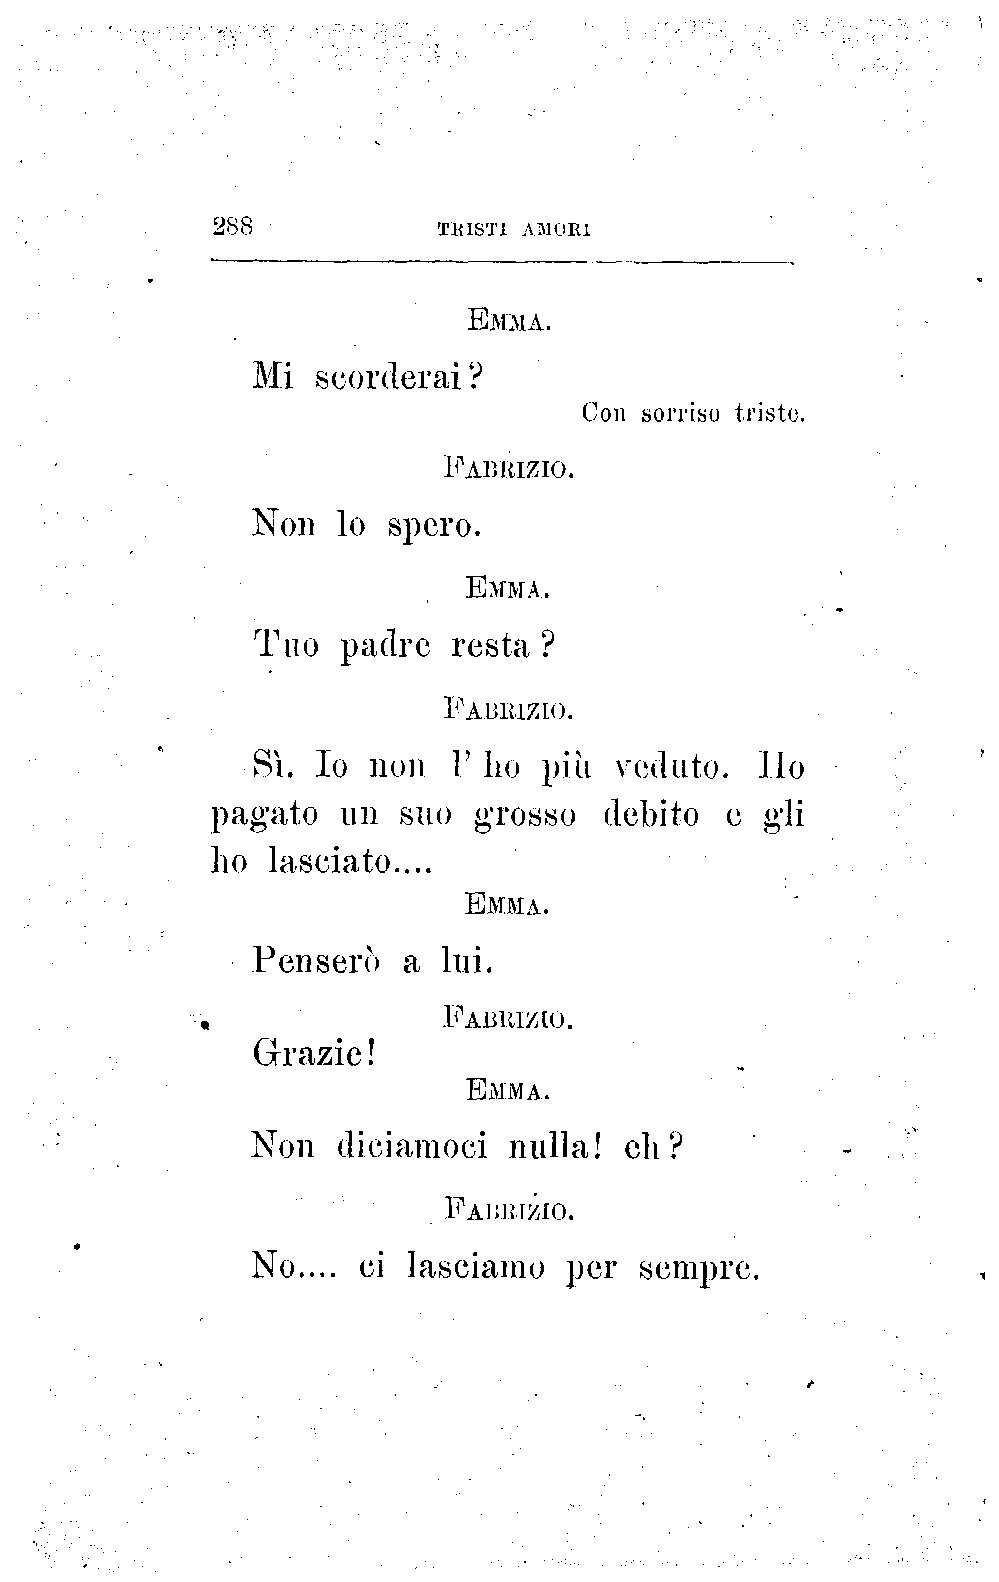 288 TRISTI AMORI
EMMA.
Mi scorderai?
Con sorriso triste.
FABRIZIO.
Non lo spero.
EMMA.
Tuo padre resta?
FABRIZIO.
Sì. Io non l' ho più veduto. Ho
pagato un suo grosso debito e gli
ho lasciato....
EMMA.
Penserò a lui.
FABRIZIO.
Grazie!
EMMA.
Non diciamoci nulla! eh?
FABRIZIO.
No.... ci lasciamo per sempre.